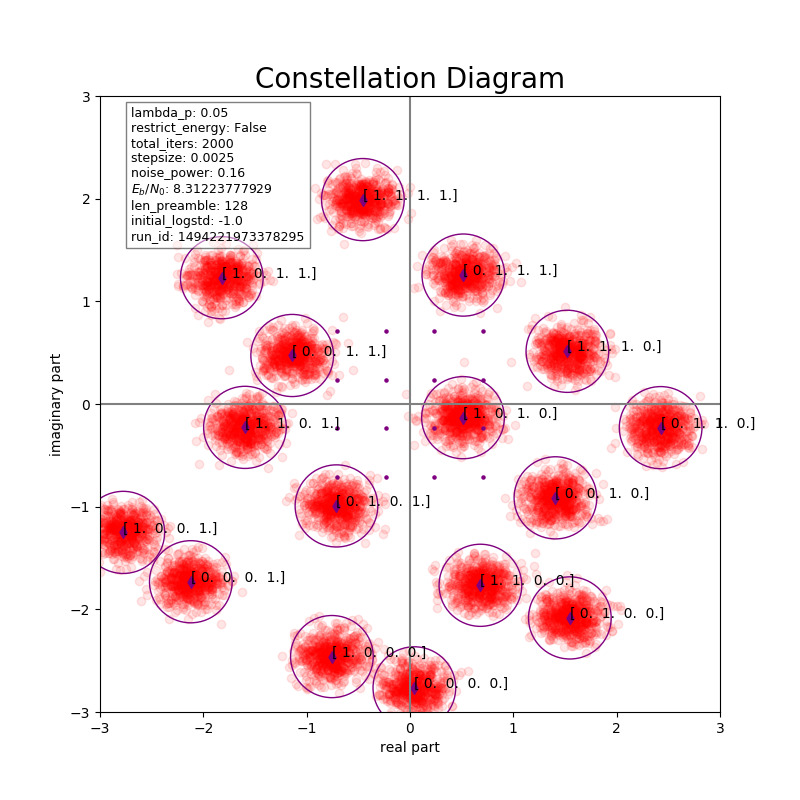 Constellation Diagram
lambda_p: 0.05
restrict_energy: False
total_iters: 2000
stepsize: 0.0025
noise_power: 0.16
E_b/N_0: 8.31223777929
len_preamble: 128
initial_logstd: -1.0
run_id: 1494221973378295
3
2
1
0
−1
−2
−3
imaginary part
[ 1.  1.  1.  1.]
[ 1.  0.  1.  1.]
[ 0.  1.  1.  1.]
[ 0.  0.  1.  1.]
[ 1.  1.  1.  0.]
[ 1.  1.  0.  1.]
[ 1.  0.  1.  0.]
[ 0.  1.  1.  0.]
[ 0.  1.  0.  1.]
[ 0.  0.  1.  0.]
[ 1.  0.  0.  1.]
[ 0.  0.  0.  1.]
[ 1.  1.  0.  0.]
[ 0.  1.  0.  0.]
[ 1.  0.  0.  0.]
[ 0.  0.  0.  0.]
−3 −2 −1 0 1 2 3
real part